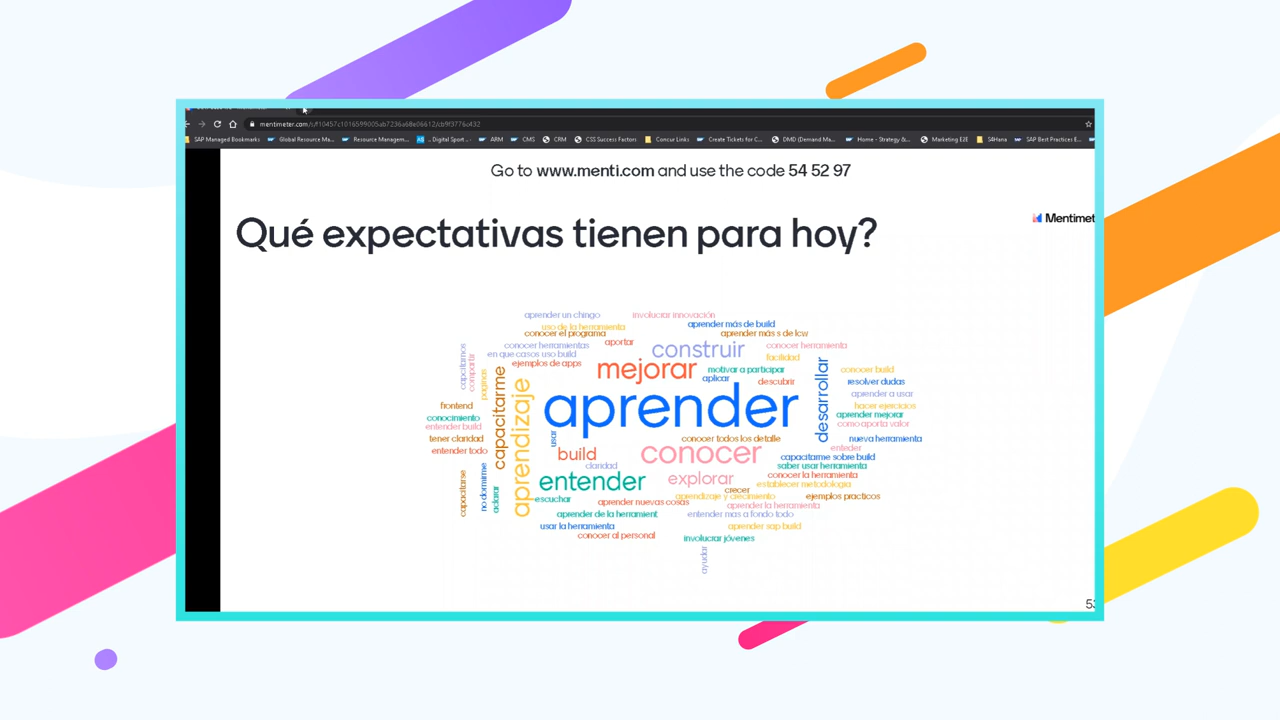 mentimeter.com/s/f10457c1016599005ab7236a68e06612/cb9f3776c432
SAP Managed Bookmarks Global Resource Ma... Resource Managem... .. Digital Sport .. ARM CMS CRM CSS Success Factors Concur Links Create Tickets for C... DMD (Demand Ma... Home - Strategy &... Marketing E2E S4Hana SAP Best Practices E...
Go to www.menti.com and use the code 54 52 97
Mentimet
Qué expectativas tienen para hoy?
aprender un chingo
involucrar innovación
uso de la herramienta
aprender más de build
conocer el programa
aprender más s de lcw
aportar
conocer herramientas
construir
conocer herramienta
en que casos uso build
facilidad
ejemplos de apps
mejorar
motivar a participar
conocer build
capacitarnos
compartir
paginas
capacitarme
aprendizaje
aplicar
descubrir
desarrollar
resolver dudas
aprender a usar
frontend
aprender
hacer ejercicios
conocimiento
aprender mejorar
entender build
como aporta valor
tener claridad
usar
conocer todos los detalle
nueva herramienta
entender todo
build
conocer
enteder
capacitarme sobre build
claridad
saber usar herramienta
capacitarse
no dormirme
aclarar
entender
explorar
conocer la herramienta
establecer metodologia
crecer
escuchar
aprendizaje y crecimiento
ejemplos practicos
aprender nuevas cosas
aprender la herramienta
aprender de la herramient
entender mas a fondo todo
usar la herramienta
aprender sap build
conocer al personal
involucrar jóvenes
ayudar